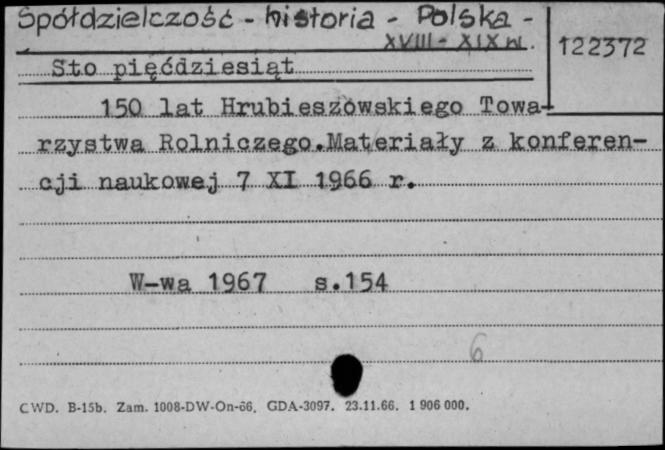 Spółdzielczość - historia - Polska -
XVIII - XIX w.
122372
Sto pięćdziesiąt
150 lat Hrubieszowskiego Towa-
rzystwa Rolniczego.Materiały z konferen-
cji naukowej 7 XI 1966 r.
W-wa 1967 s.154
6
CWD. B-15b. Zam. 1008-DW-On-66. GDA-3097. 23.11.66. 1 906 000.